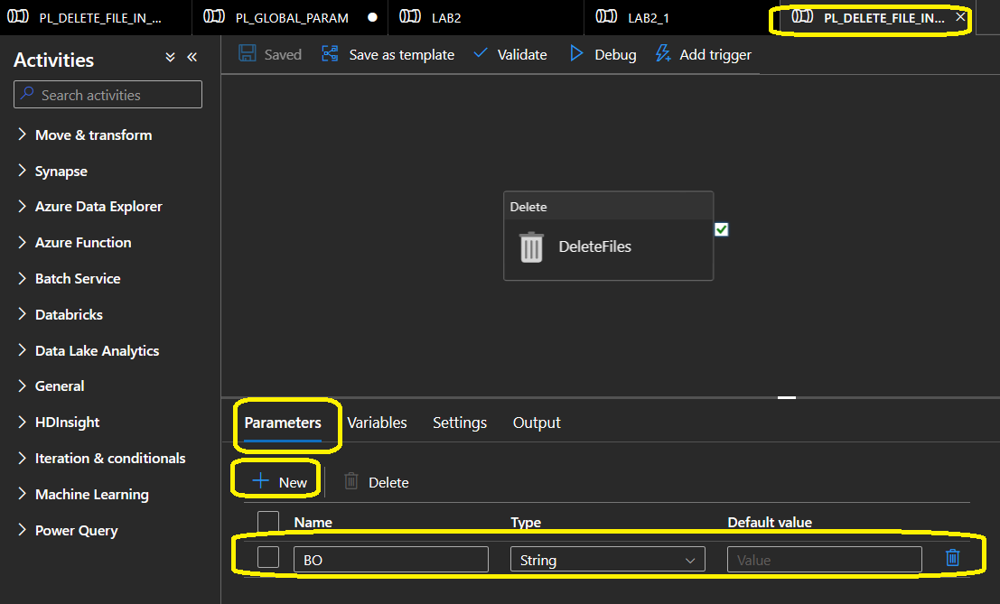 PL_DELETE_FILE_IN_...
PL_GLOBAL_PARAM
LAB2
LAB2_1
PL_DELETE_FILE_IN...
Activities
Search activities
Move & transform
Synapse
Azure Data Explorer
Azure Function
Batch Service
Databricks
Data Lake Analytics
General
HDInsight
Iteration & conditionals
Machine Learning
Power Query
Saved
Save as template
Validate
Debug
Add trigger
Delete
DeleteFiles
Parameters
Variables
Settings
Output
New
Delete
Name Type Default value
BO String Value